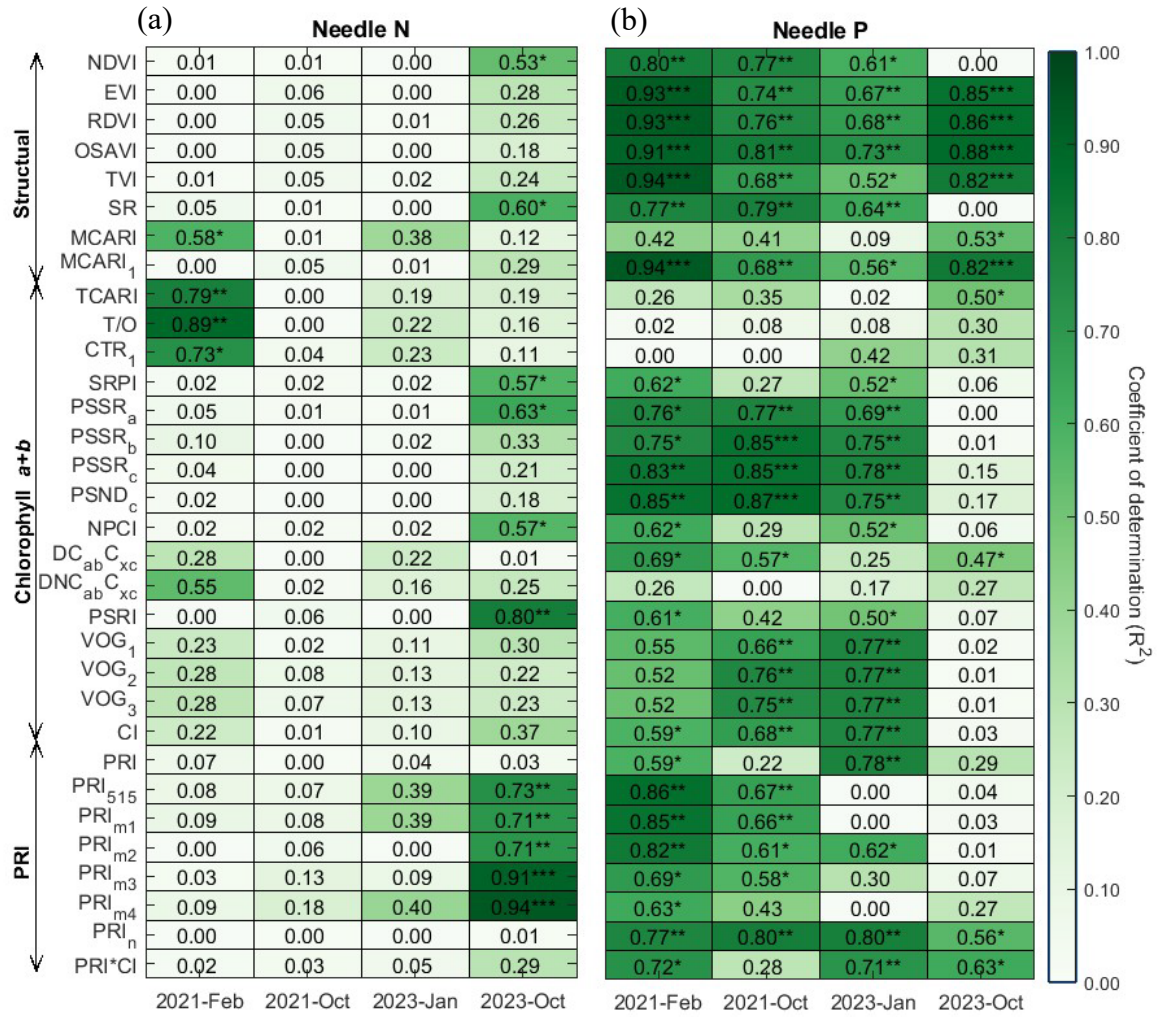 (a) (b)
Needle N Needle P
NDVI 0.01 0.01 0.00 0.53* 0.80** 0.77** 0.61* 0.00
EVI 0.00 0.06 0.00 0.28 0.93*** 0.74** 0.67** 0.85***
RDVI 0.00 0.05 0.01 0.26 0.93*** 0.76** 0.68** 0.86***
OSAVI 0.00 0.05 0.00 0.18 0.91*** 0.81** 0.73** 0.88***
TVI 0.01 0.05 0.02 0.24 0.94*** 0.68** 0.52* 0.82***
SR 0.05 0.01 0.00 0.60* 0.77** 0.79** 0.64** 0.00
MCARI 0.58* 0.01 0.38 0.12 0.42 0.41 0.09 0.53*
MCARI1 0.00 0.05 0.01 0.29 0.94*** 0.68** 0.56* 0.82***
TCARI 0.79** 0.00 0.19 0.19 0.26 0.35 0.02 0.50*
T/O 0.89** 0.00 0.22 0.16 0.02 0.08 0.08 0.30
CTR1 0.73* 0.04 0.23 0.11 0.00 0.00 0.42 0.31
SRPI 0.02 0.02 0.02 0.57* 0.62* 0.27 0.52* 0.06
PSSRa 0.05 0.01 0.01 0.63* 0.76* 0.77** 0.69** 0.00
PSSRb 0.10 0.00 0.02 0.33 0.75* 0.85*** 0.75** 0.01
PSSRc 0.04 0.00 0.00 0.21 0.83** 0.85*** 0.78** 0.15
PSNDc 0.02 0.00 0.00 0.18 0.85** 0.87*** 0.75** 0.17
NPCI 0.02 0.02 0.02 0.57* 0.62* 0.29 0.52* 0.06
DCabCxc 0.28 0.00 0.22 0.01 0.69* 0.57* 0.25 0.47*
DNCabCxc 0.55 0.02 0.16 0.25 0.26 0.00 0.17 0.27
PSRI 0.00 0.06 0.00 0.80** 0.61* 0.42 0.50* 0.07
VOG1 0.23 0.02 0.11 0.30 0.55 0.66** 0.77** 0.02
VOG2 0.28 0.08 0.13 0.22 0.52 0.76** 0.77** 0.01
VOG3 0.28 0.07 0.13 0.23 0.52 0.75** 0.77** 0.01
CI 0.22 0.01 0.10 0.37 0.59* 0.68** 0.77** 0.03
PRI 0.07 0.00 0.04 0.03 0.59* 0.22 0.78** 0.29
PRI515 0.08 0.07 0.39 0.73** 0.86** 0.67** 0.00 0.04
PRIm1 0.09 0.08 0.39 0.71** 0.85** 0.66** 0.00 0.03
PRIm2 0.00 0.06 0.00 0.71** 0.82** 0.61* 0.62* 0.01
PRIm3 0.03 0.13 0.09 0.91*** 0.69* 0.58* 0.30 0.07
PRIm4 0.09 0.18 0.40 0.94*** 0.63* 0.43 0.00 0.27
PRIn 0.00 0.00 0.00 0.01 0.77** 0.80** 0.80** 0.56*
PRI*CI 0.02 0.03 0.05 0.29 0.72* 0.28 0.71** 0.63*
2021-Feb 2021-Oct 2023-Jan 2023-Oct 2021-Feb 2021-Oct 2023-Jan 2023-Oct
Structual
Chlorophyll a+b
PRI
1.00
0.90
0.80
0.70
0.60
0.50
0.40
0.30
0.20
0.10
0.00
Coefficient of determination (R2)